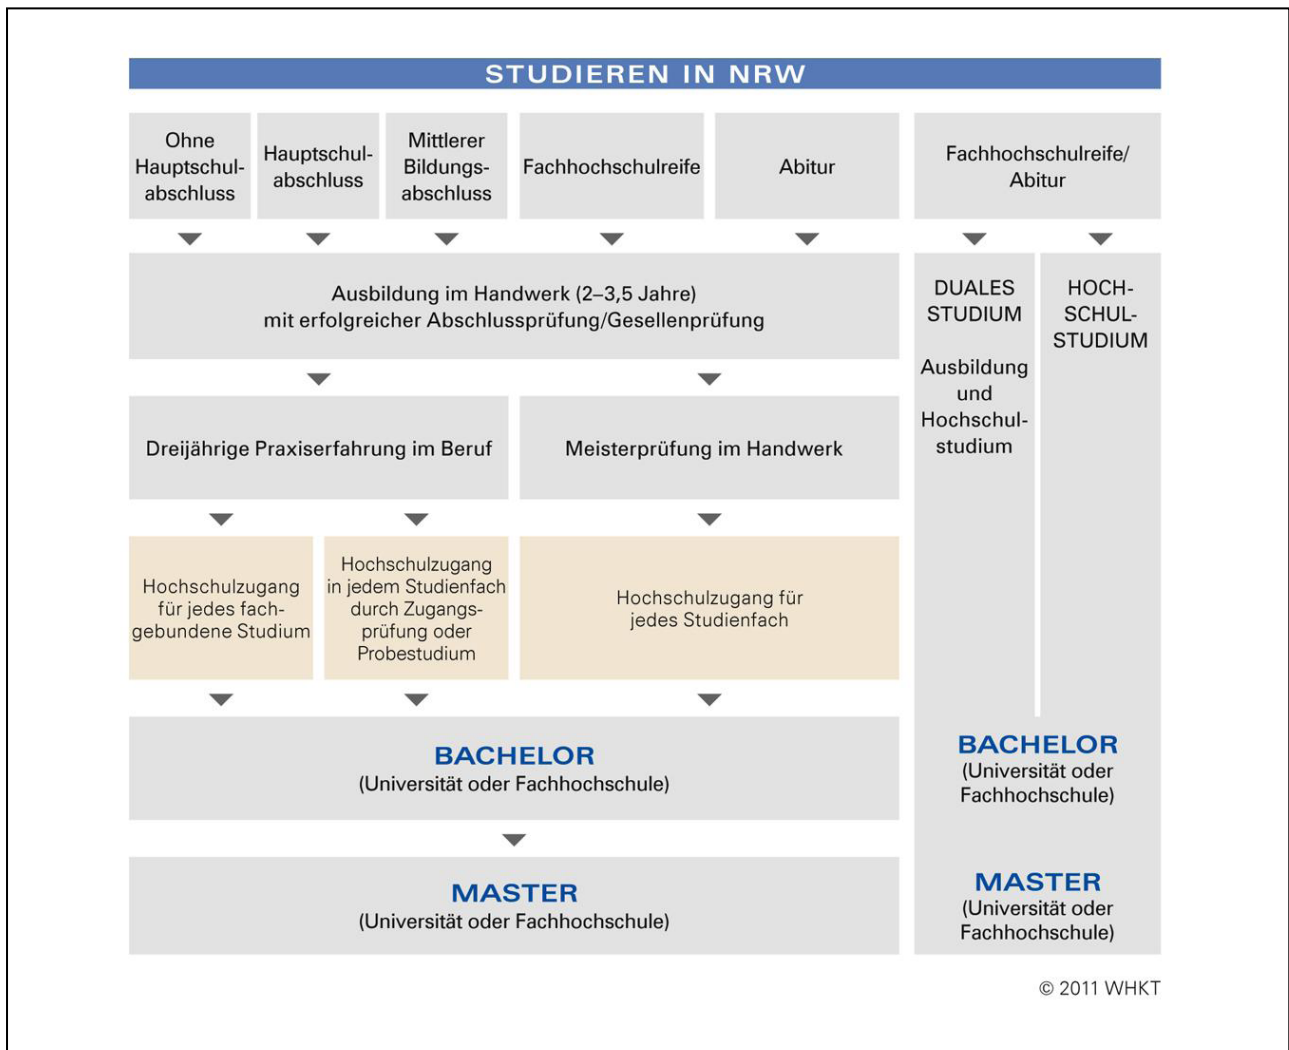 STUDIEREN IN NRW
Ohne
Hauptschul-
abschluss
Hauptschul-
abschluss
Mittlerer
Bildungs-
abschluss
Fachhochschulreife
Abitur
Fachhochschulreife/
Abitur
Ausbildung im Handwerk (2–3,5 Jahre)
mit erfolgreicher Abschlussprüfung/Gesellenprüfung
DUALES
STUDIUM
Ausbildung
und
Hochschul-
studium
HOCH-
SCHUL-
STUDIUM
Dreijährige Praxiserfahrung im Beruf
Meisterprüfung im Handwerk
Hochschulzugang
für jedes fach-
gebundene Studium
Hochschulzugang
in jedem Studienfach
durch Zugangs-
prüfung oder
Probestudium
Hochschulzugang für
jedes Studienfach
BACHELOR
(Universität oder Fachhochschule)
BACHELOR
(Universität oder
Fachhochschule)
MASTER
(Universität oder Fachhochschule)
MASTER
(Universität oder
Fachhochschule)
© 2011 WHKT